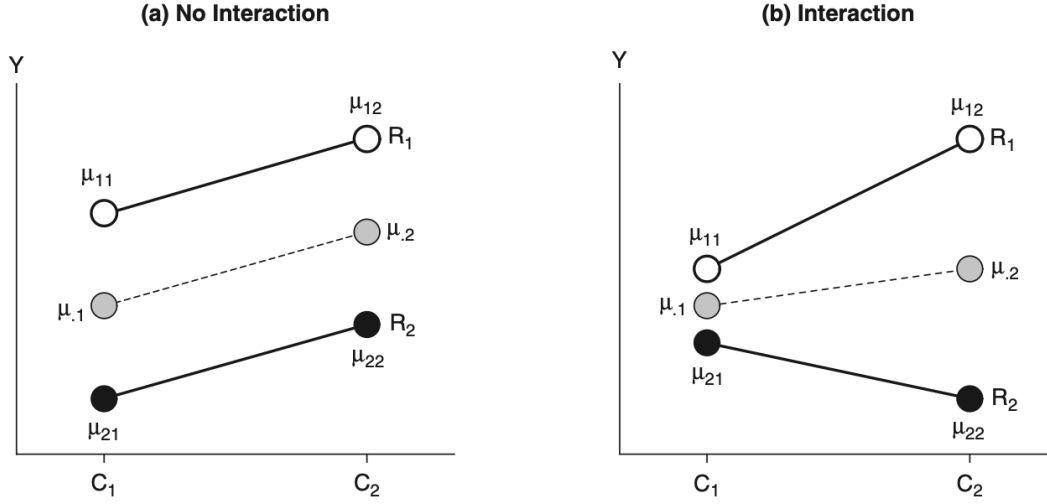 (a) No Interaction
Y
μ12
R1
μ11
μ.2
μ.1
R2
μ22
μ21
C1 C2
(b) Interaction
Y
μ12
R1
μ11
μ.2
μ.1
μ21
R2
μ22
C1 C2